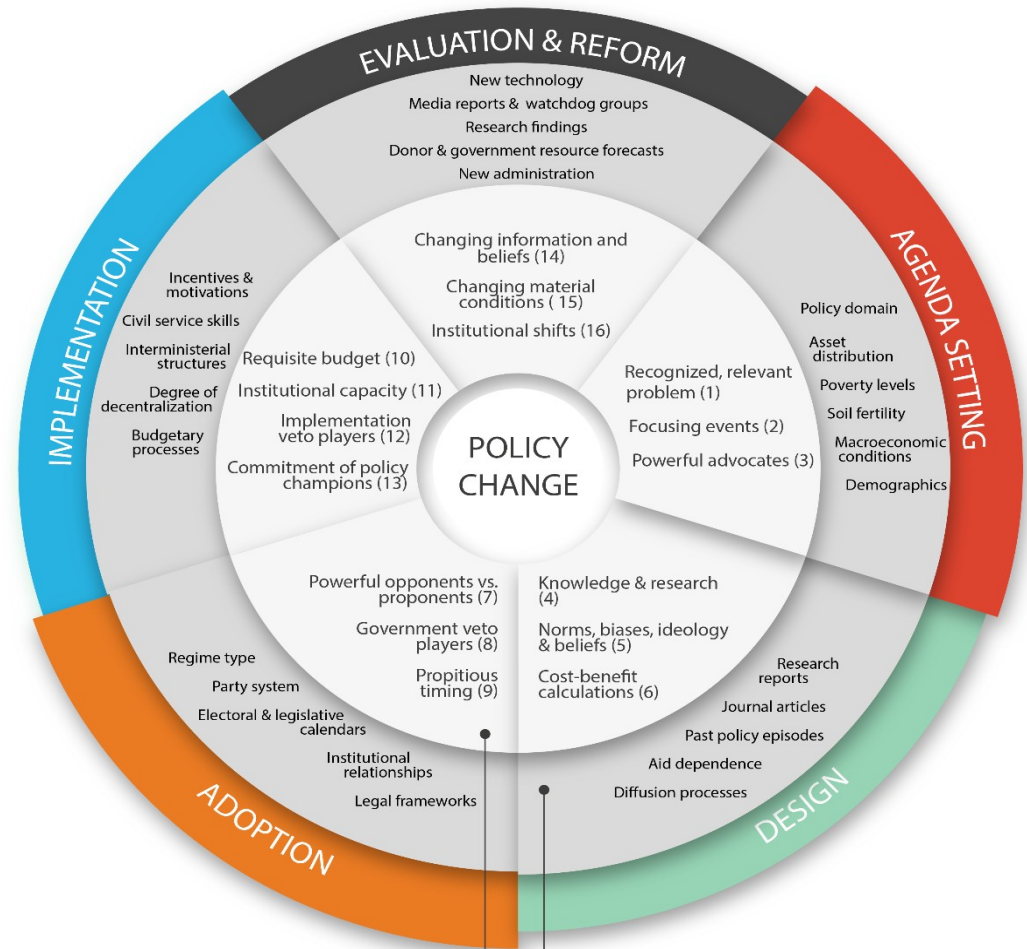 EVALUATION & REFORM
New technology
Media reports & watchdog groups
Research findings
Donor & government resource forecasts
New administration
Changing information and
beliefs (14)
Changing material
conditions ( 15)
Institutional shifts (16)
AGENDA SETTING
Policy domain
Asset
distribution
Poverty levels
Soil fertility
Macroeconomic
conditions
Demographics
Recognized, relevant
problem (1)
Focusing events (2)
Powerful advocates (3)
DESIGN
Knowledge & research
(4)
Norms, biases, ideology
& beliefs (5)
Cost-benefit
calculations (6)
Research
reports
Journal articles
Past policy episodes
Aid dependence
Diffusion processes
ADOPTION
Powerful opponents vs.
proponents (7)
Government veto
players (8)
Propitious
timing (9)
Regime type
Party system
Electoral & legislative
calendars
Institutional
relationships
Legal frameworks
IMPLEMENTATION
Incentives &
motivations
Civil service skills
Interministerial
structures
Degree of
decentralization
Budgetary
processes
Requisite budget (10)
Institutional capacity (11)
Implementation
veto players (12)
Commitment of policy
champions (13)
POLICY
CHANGE